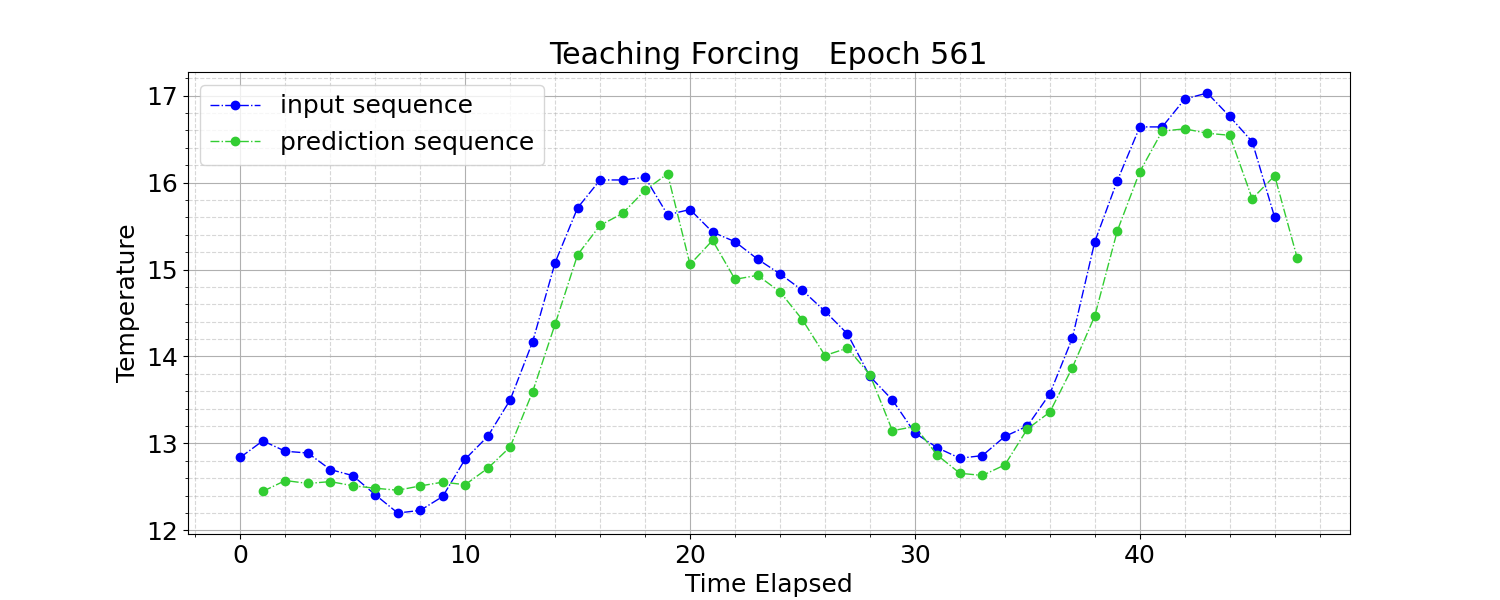 Teaching Forcing   Epoch 561
input sequence
prediction sequence
Temperature
17
16
15
14
13
12
0 10 20 30 40
Time Elapsed